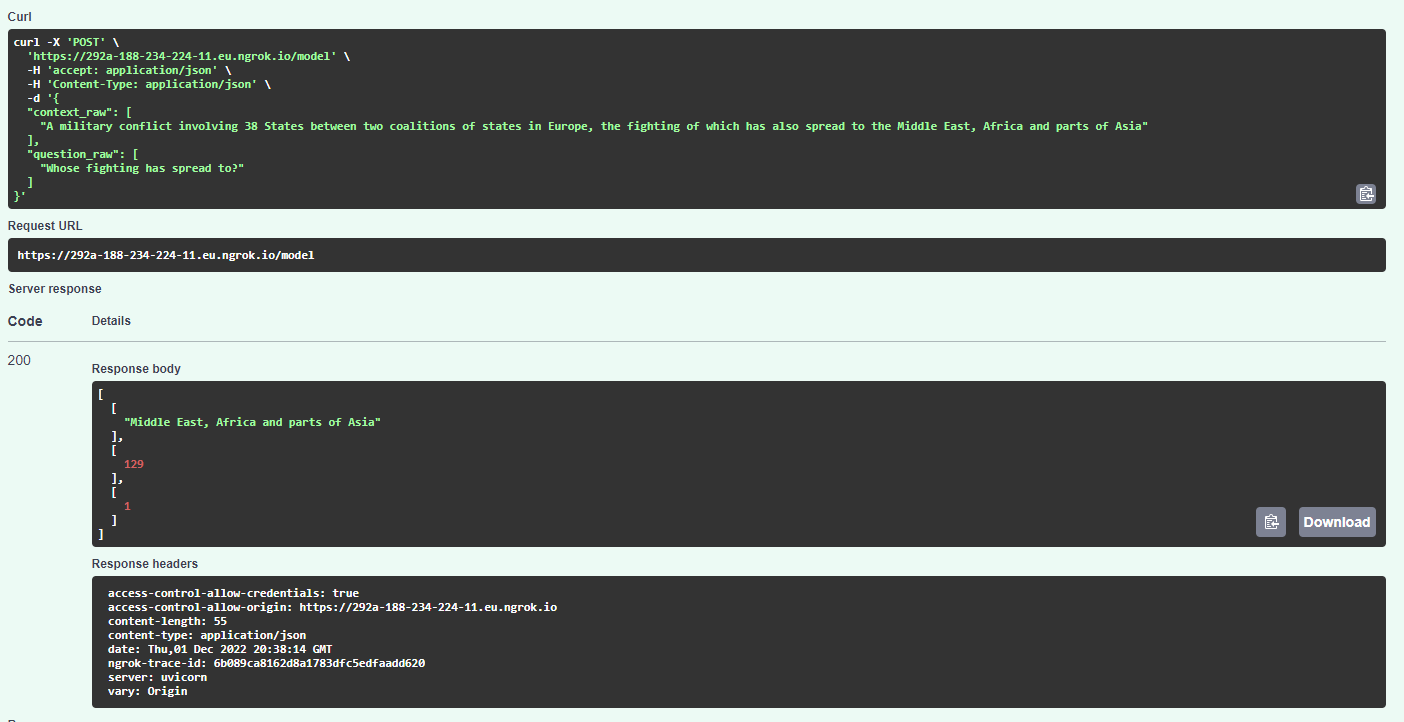 Curl
curl -X 'POST' \
  'https://292a-188-234-224-11.eu.ngrok.io/model' \
  -H 'accept: application/json' \
  -H 'Content-Type: application/json' \
  -d '{
  "context_raw": [
    "A military conflict involving 38 States between two coalitions of states in Europe, the fighting of which has also spread to the Middle East, Africa and parts of Asia"
  ],
  "question_raw": [
    "Whose fighting has spread to?"
  ]
}'
Request URL
https://292a-188-234-224-11.eu.ngrok.io/model
Server response
Code Details
200
Response body
[
  [
    "Middle East, Africa and parts of Asia"
  ],
  [
    129
  ],
  [
    1
  ]
]
Download
Response headers
access-control-allow-credentials: true
access-control-allow-origin: https://292a-188-234-224-11.eu.ngrok.io
content-length: 55
content-type: application/json
date: Thu,01 Dec 2022 20:38:14 GMT
ngrok-trace-id: 6b089ca8162d8a1783dfc5edfaadd620
server: uvicorn
vary: Origin